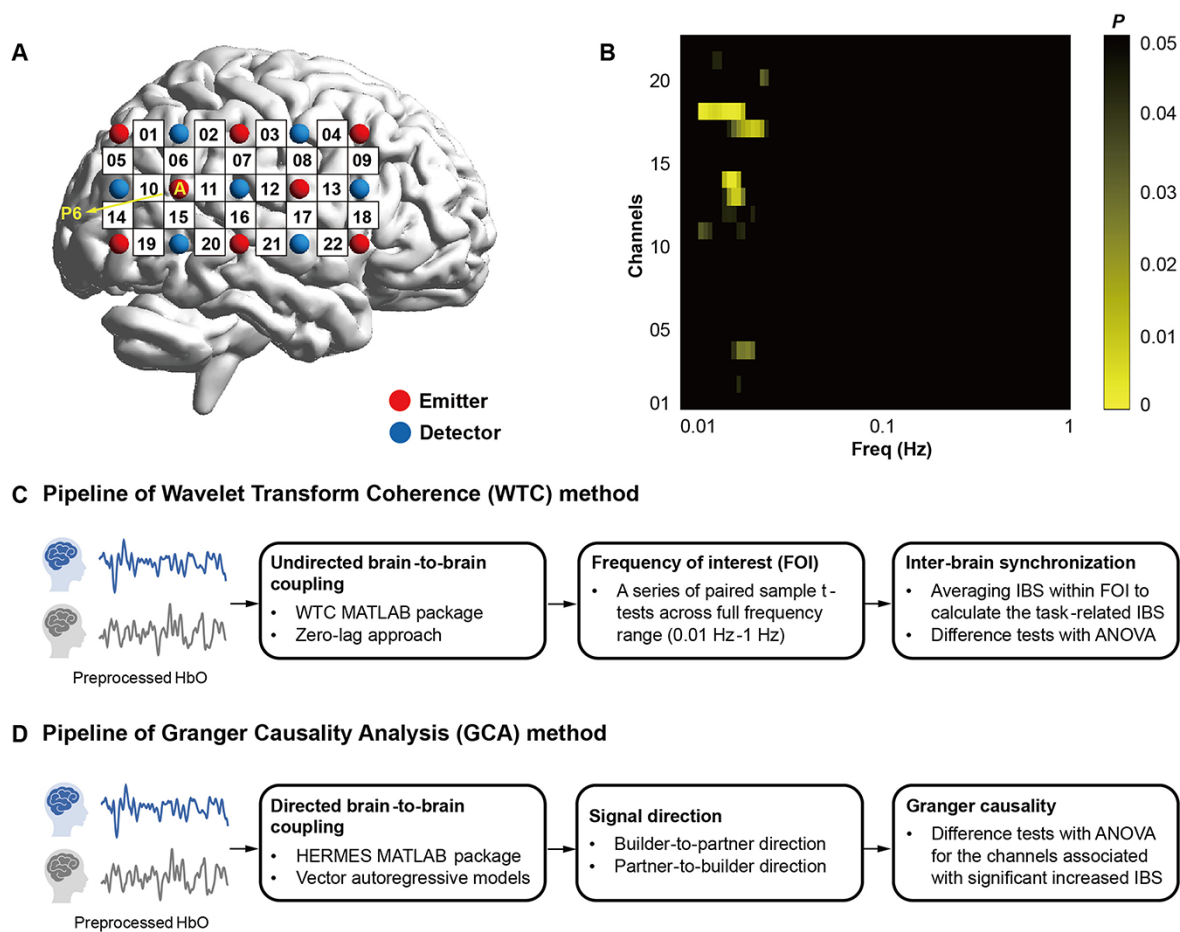 A
B
P
01 02 03 04
05 06 07 08 09
10 A 11 12 13
P6
14 15 16 17 18
19 20 21 22
Emitter
Detector
Channels
20
15
10
05
01
0.01 0.1 1
Freq (Hz)
0.05
0.04
0.03
0.02
0.01
0
C Pipeline of Wavelet Transform Coherence (WTC) method
Preprocessed HbO
Undirected brain-to-brain
coupling
• WTC MATLAB package
• Zero-lag approach
Frequency of interest (FOI)
• A series of paired sample t-
tests across full frequency
range (0.01 Hz-1 Hz)
Inter-brain synchronization
• Averaging IBS within FOI to
calculate the task-related IBS
• Difference tests with ANOVA
D Pipeline of Granger Causality Analysis (GCA) method
Preprocessed HbO
Directed brain-to-brain
coupling
• HERMES MATLAB package
• Vector autoregressive models
Signal direction
• Builder-to-partner direction
• Partner-to-builder direction
Granger causality
• Difference tests with ANOVA
for the channels associated
with significant increased IBS